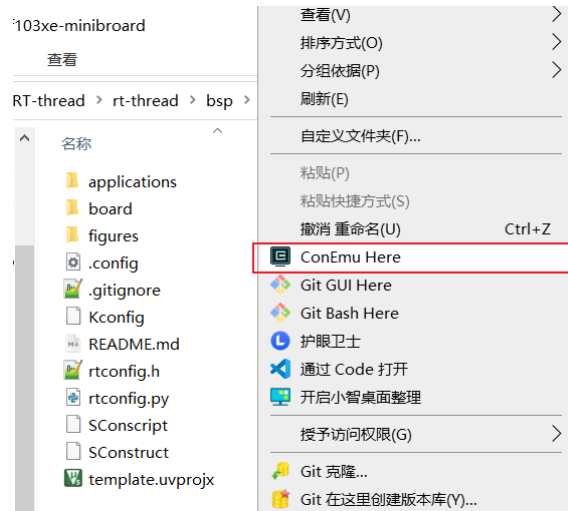 f103xe-minibroard
查看
RT-thread > rt-thread > bsp >
名称
applications
board
figures
.config
.gitignore
Kconfig
README.md
rtconfig.h
rtconfig.py
SConscript
SConstruct
template.uvprojx
查看(V)
排序方式(O)
分组依据(P)
刷新(E)
自定义文件夹(F)...
粘贴(P)
粘贴快捷方式(S)
撤消 重命名(U) Ctrl+Z
ConEmu Here
Git GUI Here
Git Bash Here
护眼卫士
通过 Code 打开
开启小智桌面整理
授予访问权限(G)
Git 克隆...
Git 在这里创建版本库(Y)...